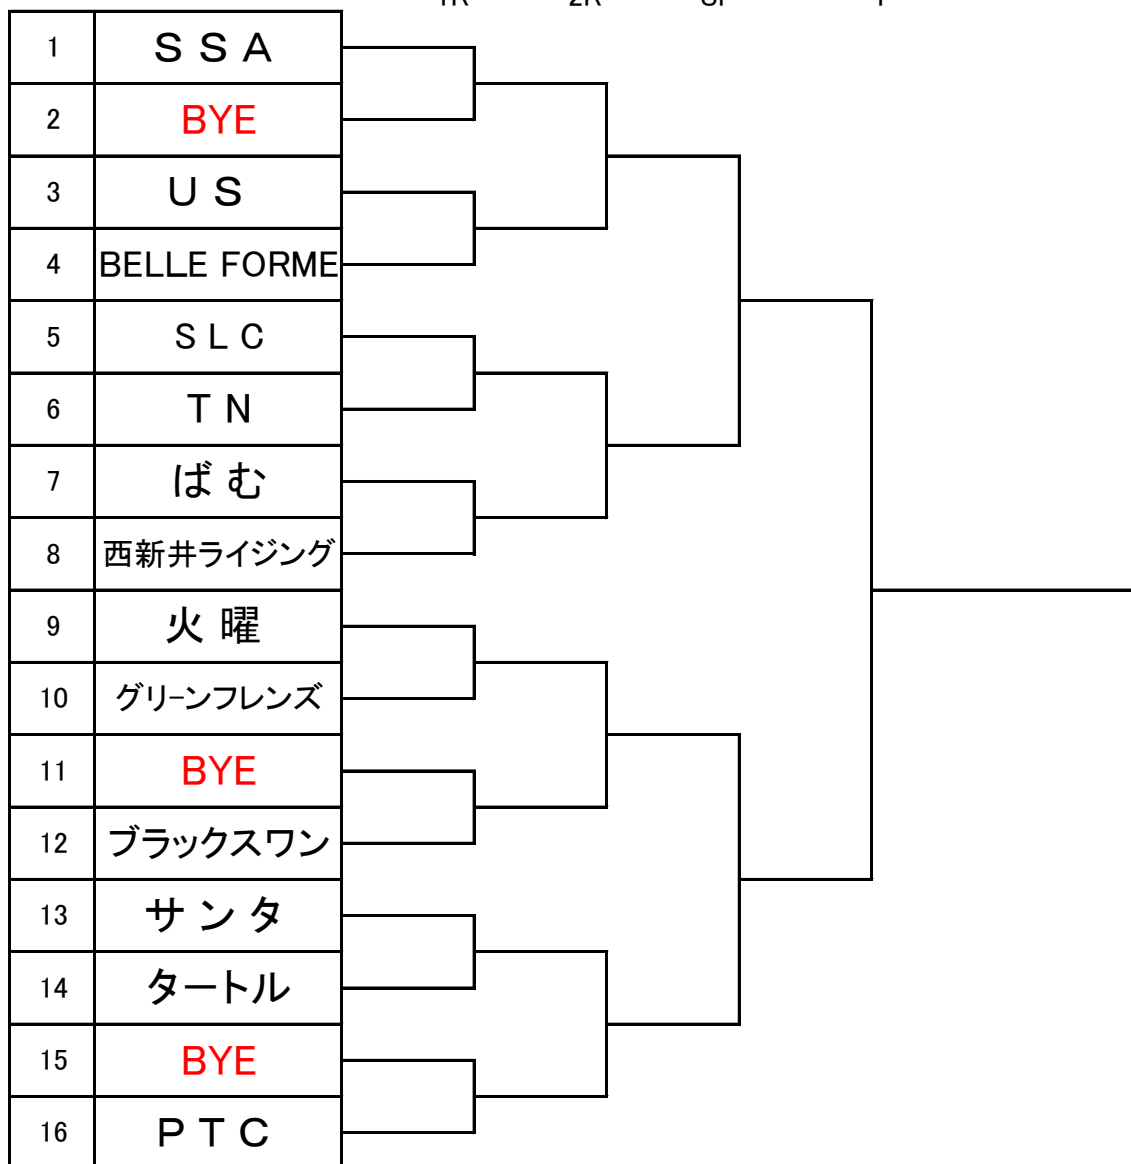 1R 2R SF F
1 ＳＳＡ
2 BYE
3 ＵＳ
4 BELLE FORME
5 ＳＬＣ
6 ＴＮ
7 ばむ
8 西新井ライジング
9 火曜
10 グリーンフレンズ
11 BYE
12 ブラックスワン
13 サンタ
14 タートル
15 BYE
16 ＰＴＣ